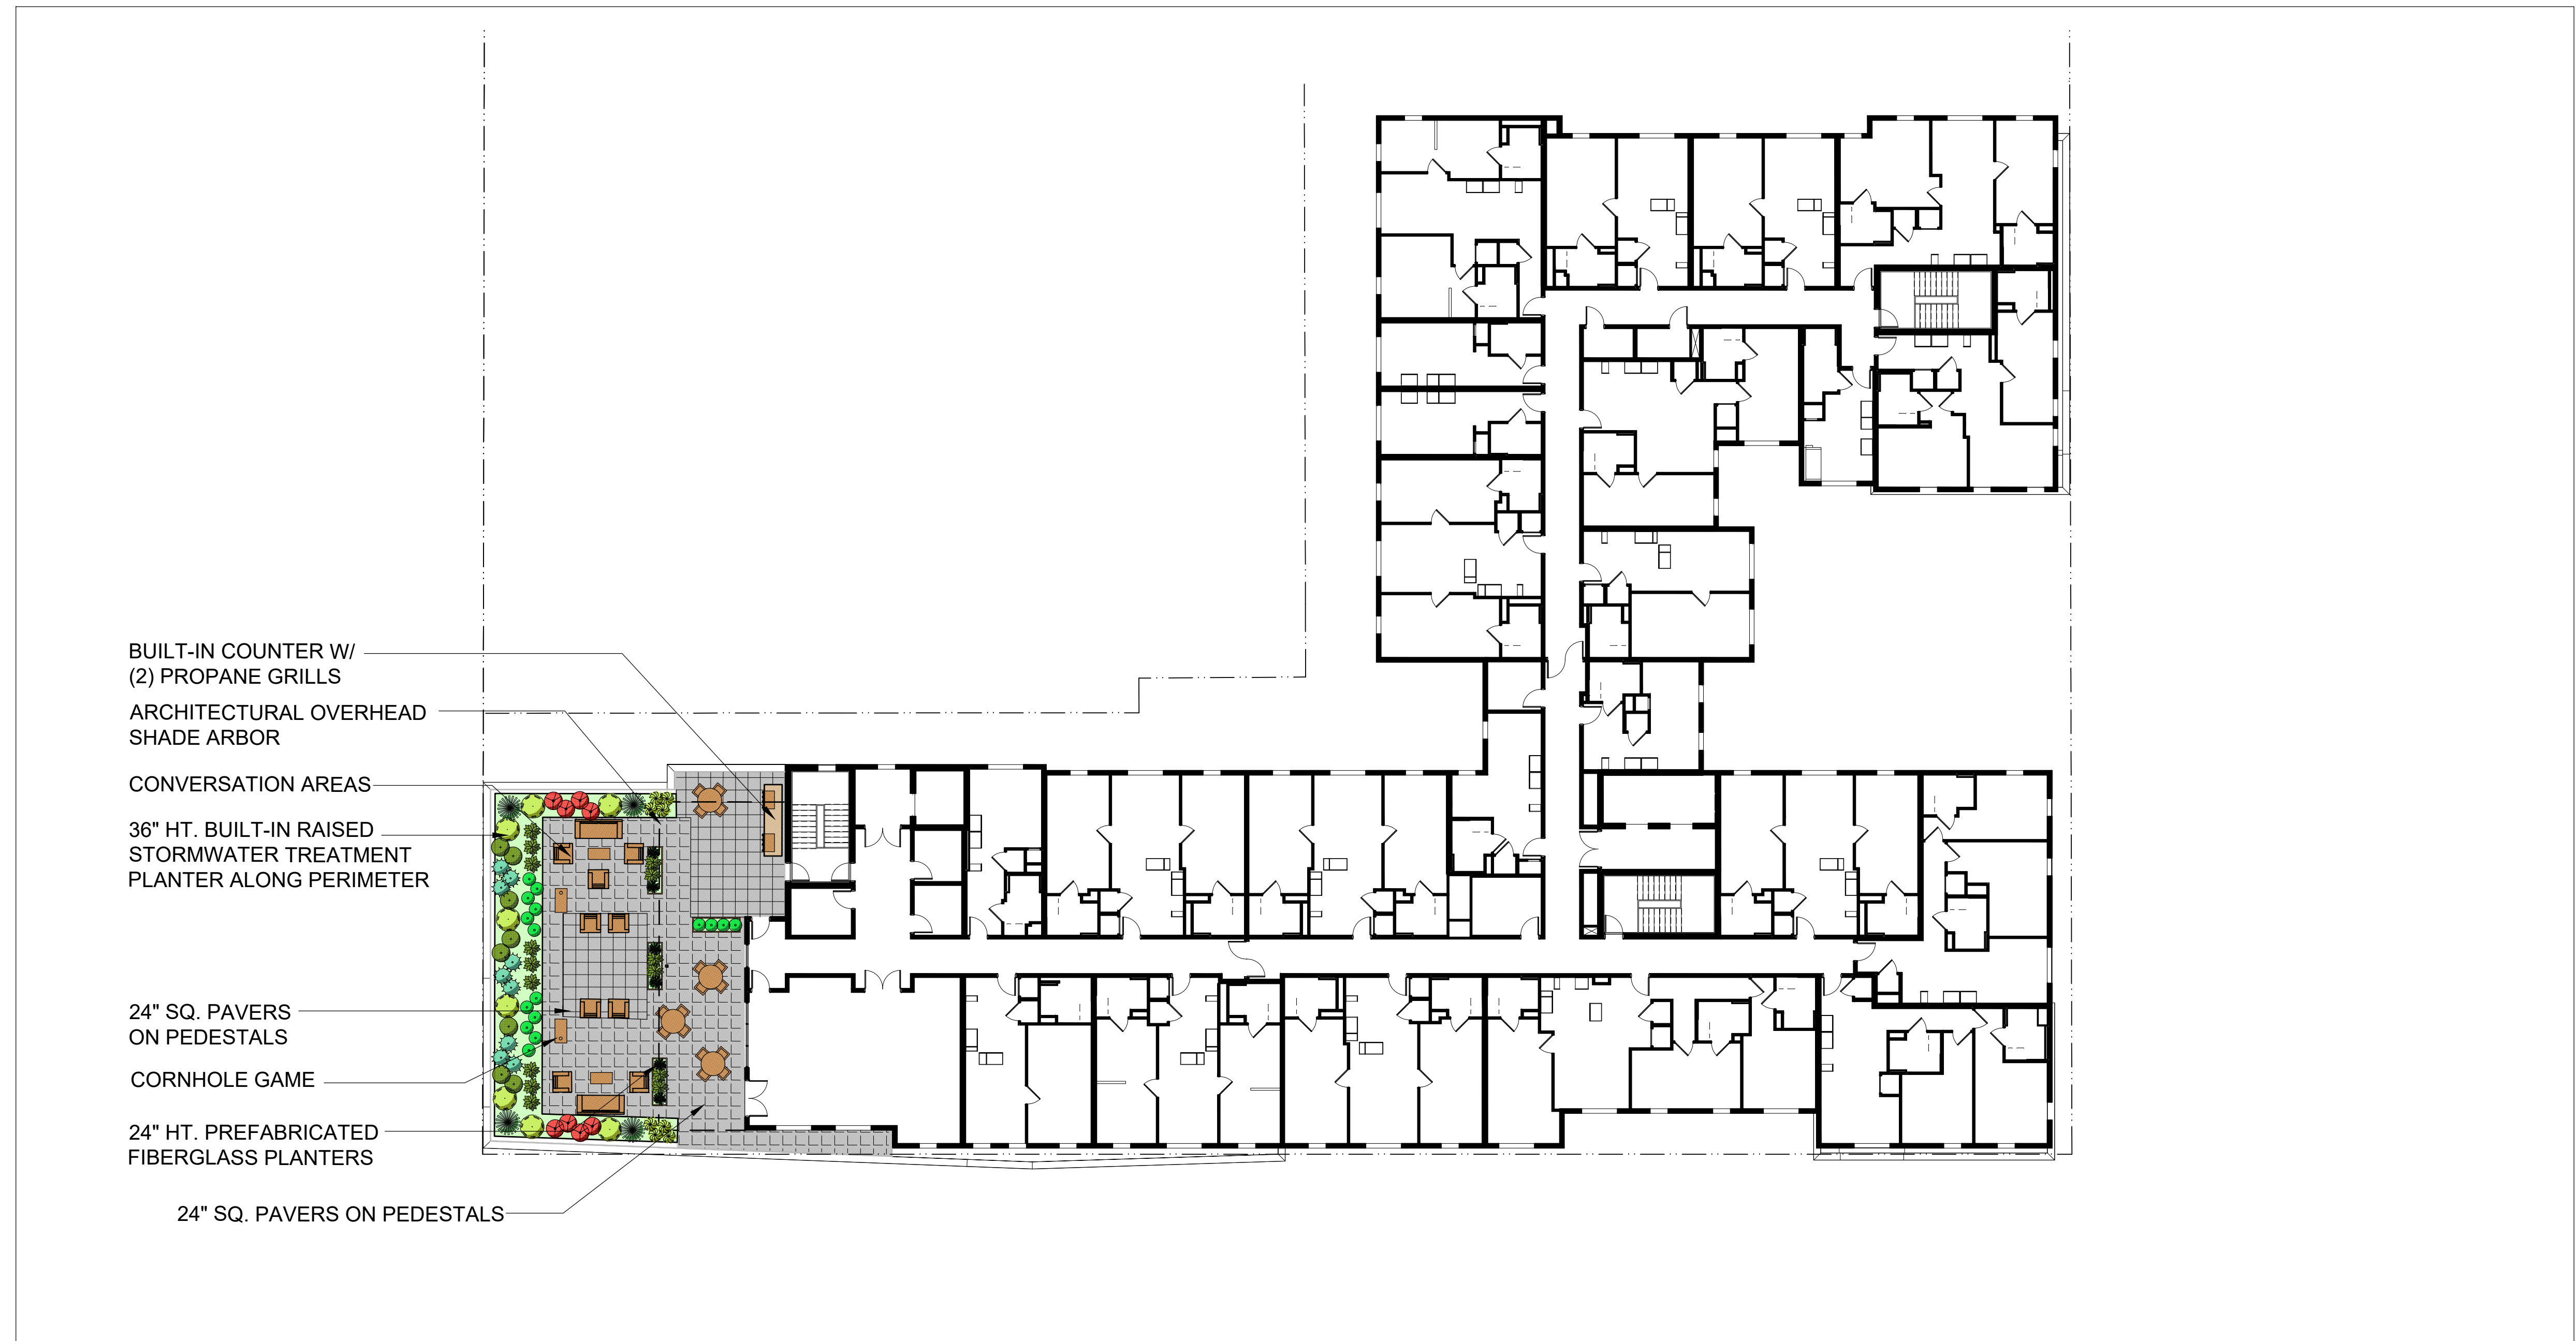 BUILT-IN COUNTER W/
(2) PROPANE GRILLS
ARCHITECTURAL OVERHEAD
SHADE ARBOR
CONVERSATION AREAS
36" HT. BUILT-IN RAISED
STORMWATER TREATMENT
PLANTER ALONG PERIMETER
24" SQ. PAVERS
ON PEDESTALS
CORNHOLE GAME
24" HT. PREFABRICATED
FIBERGLASS PLANTERS
24" SQ. PAVERS ON PEDESTALS